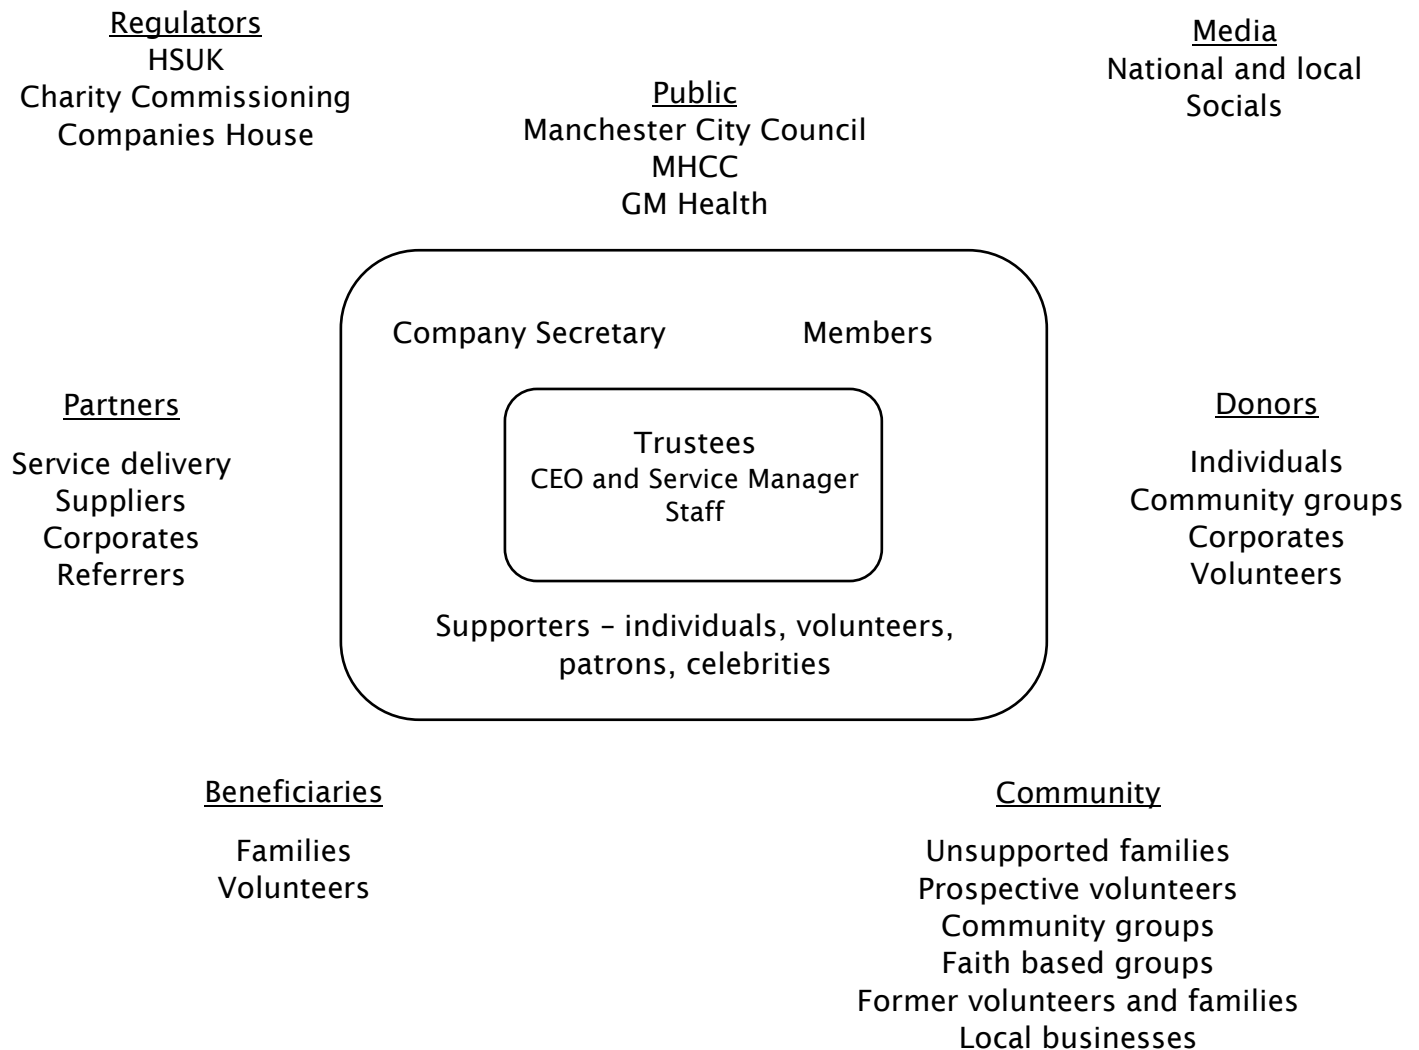 Regulators
HSUK
Charity Commissioning
Companies House
Public
Manchester City Council
MHCC
GM Health
Media
National and local
Socials
Company Secretary
Members
Partners
Service delivery
Suppliers
Corporates
Referrers
Trustees
CEO and Service Manager
Staff
Donors
Individuals
Community groups
Corporates
Volunteers
Supporters – individuals, volunteers,
patrons, celebrities
Beneficiaries
Families
Volunteers
Community
Unsupported families
Prospective volunteers
Community groups
Faith based groups
Former volunteers and families
Local businesses